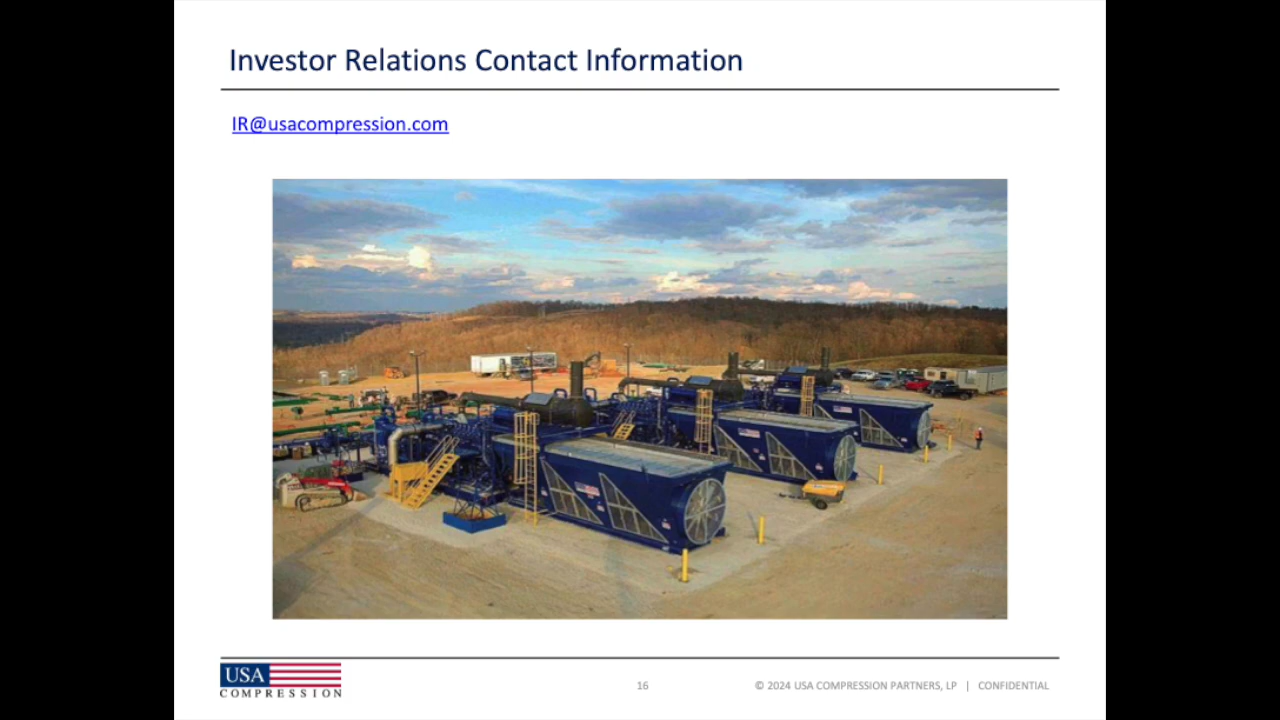 Investor Relations Contact Information
IR@usacompression.com
USA
COMPRESSION
16
© 2024 USA COMPRESSION PARTNERS, LP | CONFIDENTIAL